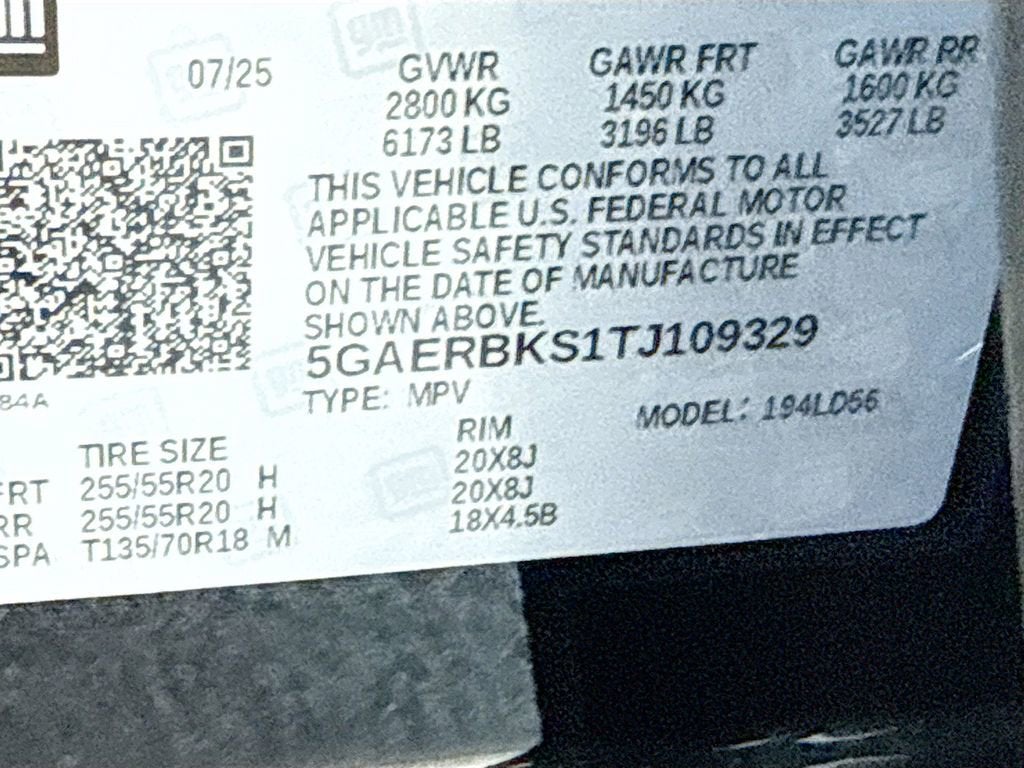 gm
07/25
GVWR GAWR FRT GAWR RR
2800 KG 1450 KG 1600 KG
6173 LB 3196 LB 3527 LB
THIS VEHICLE CONFORMS TO ALL
APPLICABLE U.S. FEDERAL MOTOR
VEHICLE SAFETY STANDARDS IN EFFECT
ON THE DATE OF MANUFACTURE
SHOWN ABOVE.
5GAERBKS1TJ109329
84A
TYPE: MPV MODEL: 194LD56
TIRE SIZE RIM
FRT 255/55R20 H 20X8J
RR 255/55R20 H 20X8J
SPA T135/70R18 M 18X4.5B